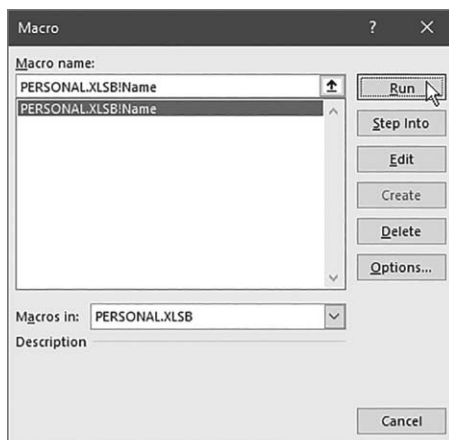 Macro ? ×
Macro name:
PERSONAL.XLSB!Name
PERSONAL.XLSB!Name
Run
Step Into
Edit
Create
Delete
Options...
Macros in: PERSONAL.XLSB
Description
Cancel